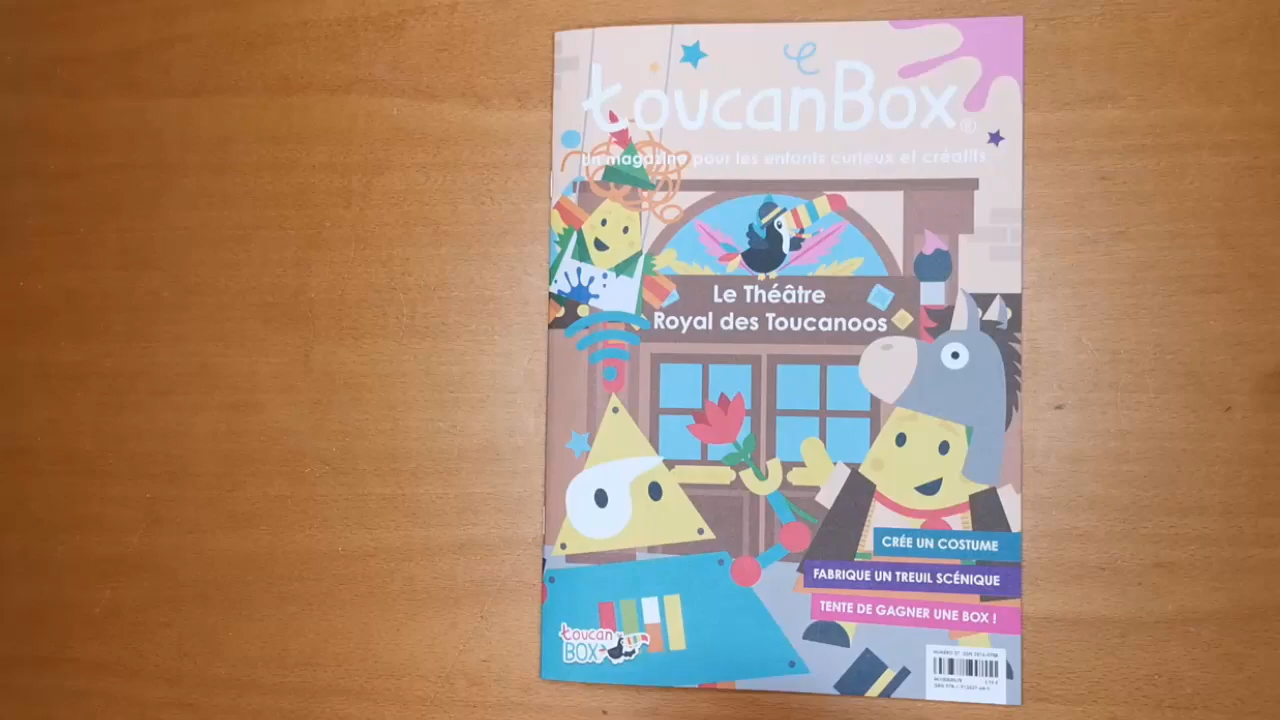 toucanBox®
un magazine pour les enfants curieux et créatifs
Le Théâtre
Royal des Toucanoos
CRÉE UN COSTUME
FABRIQUE UN TREUIL SCÉNIQUE
TENTE DE GAGNER UNE BOX !
toucan
BOX